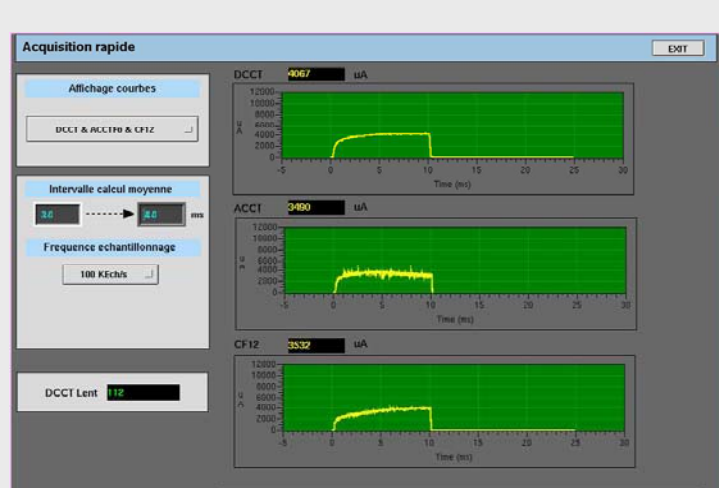 Acquisition rapide
EXIT
Affichage courbes
DCCT & ACCTF0 & CF12
Intervalle calcul moyenne
3.0 4.0 ms
Frequence echantillonnage
100 KEch/s
DCCT Lent 112
DCCT 4067 uA
12000
10000
8000
6000
4000
2000
0
u
A
-5 0 5 10 15 20 25 30
Time (ms)
ACCT 3490 uA
12000
10000
8000
6000
4000
2000
0
u
A
-5 0 5 10 15 20 25 30
Time (ms)
CF12 3532 uA
12000
10000
8000
6000
4000
2000
0
u
A
-5 0 5 10 15 20 25 30
Time (ms)